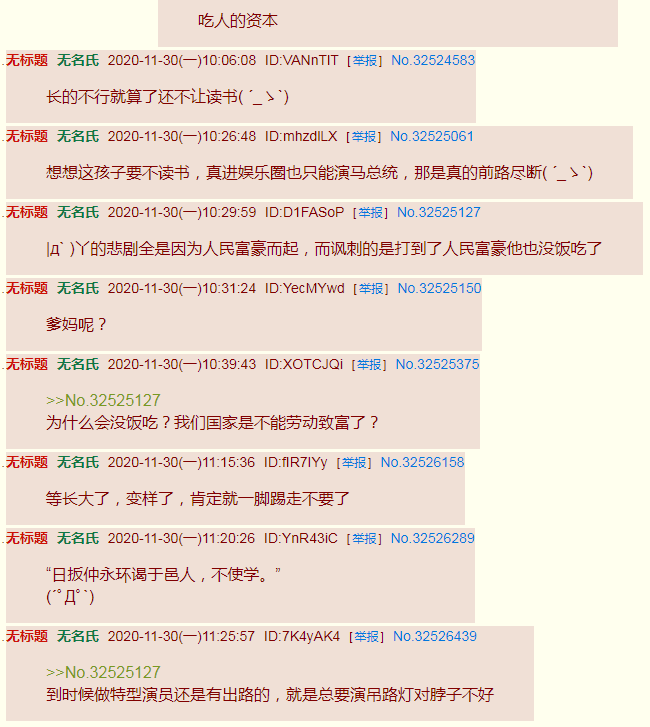 吃人的资本
无标题 无名氏 2020-11-30(一)10:06:08 ID:VANnTIT [举报] No.32524583
长的不行就算了还不让读书( ´_ゝ`)
无标题 无名氏 2020-11-30(一)10:26:48 ID:mhzdlLX [举报] No.32525061
想想这孩子要不读书，真进娱乐圈也只能演马总统，那是真的前路尽断( ´_ゝ`)
无标题 无名氏 2020-11-30(一)10:29:59 ID:D1FASoP [举报] No.32525127
|д` )丫的悲剧全是因为人民富豪而起，而讽刺的是打到了人民富豪他也没饭吃了
无标题 无名氏 2020-11-30(一)10:31:24 ID:YecMYwd [举报] No.32525150
爹妈呢？
无标题 无名氏 2020-11-30(一)10:39:43 ID:XOTCJQi [举报] No.32525375
>>No.32525127
为什么会没饭吃？我们国家是不能劳动致富了？
无标题 无名氏 2020-11-30(一)11:15:36 ID:flR7IYy [举报] No.32526158
等长大了，变样了，肯定就一脚踢走不要了
无标题 无名氏 2020-11-30(一)11:20:26 ID:YnR43iC [举报] No.32526289
“日扳仲永环谒于邑人，不使学。”
(´ﾟДﾟ`)
无标题 无名氏 2020-11-30(一)11:25:57 ID:7K4yAK4 [举报] No.32526439
>>No.32525127
到时候做特型演员还是有出路的，就是总要演吊路灯对脖子不好